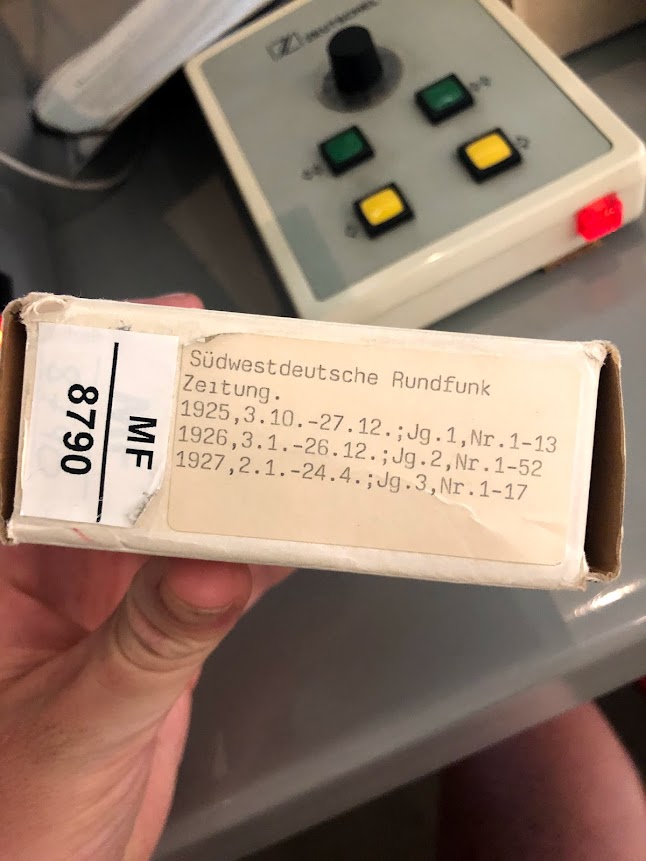 ZEUTSCHEL
MF
8790
Südwestdeutsche Rundfunk
Zeitung.
1925,3.10.-27.12.;Jg.1,Nr.1-13
1926,3.1.-26.12.;Jg.2,Nr.1-52
1927,2.1.-24.4.;Jg.3,Nr.1-17